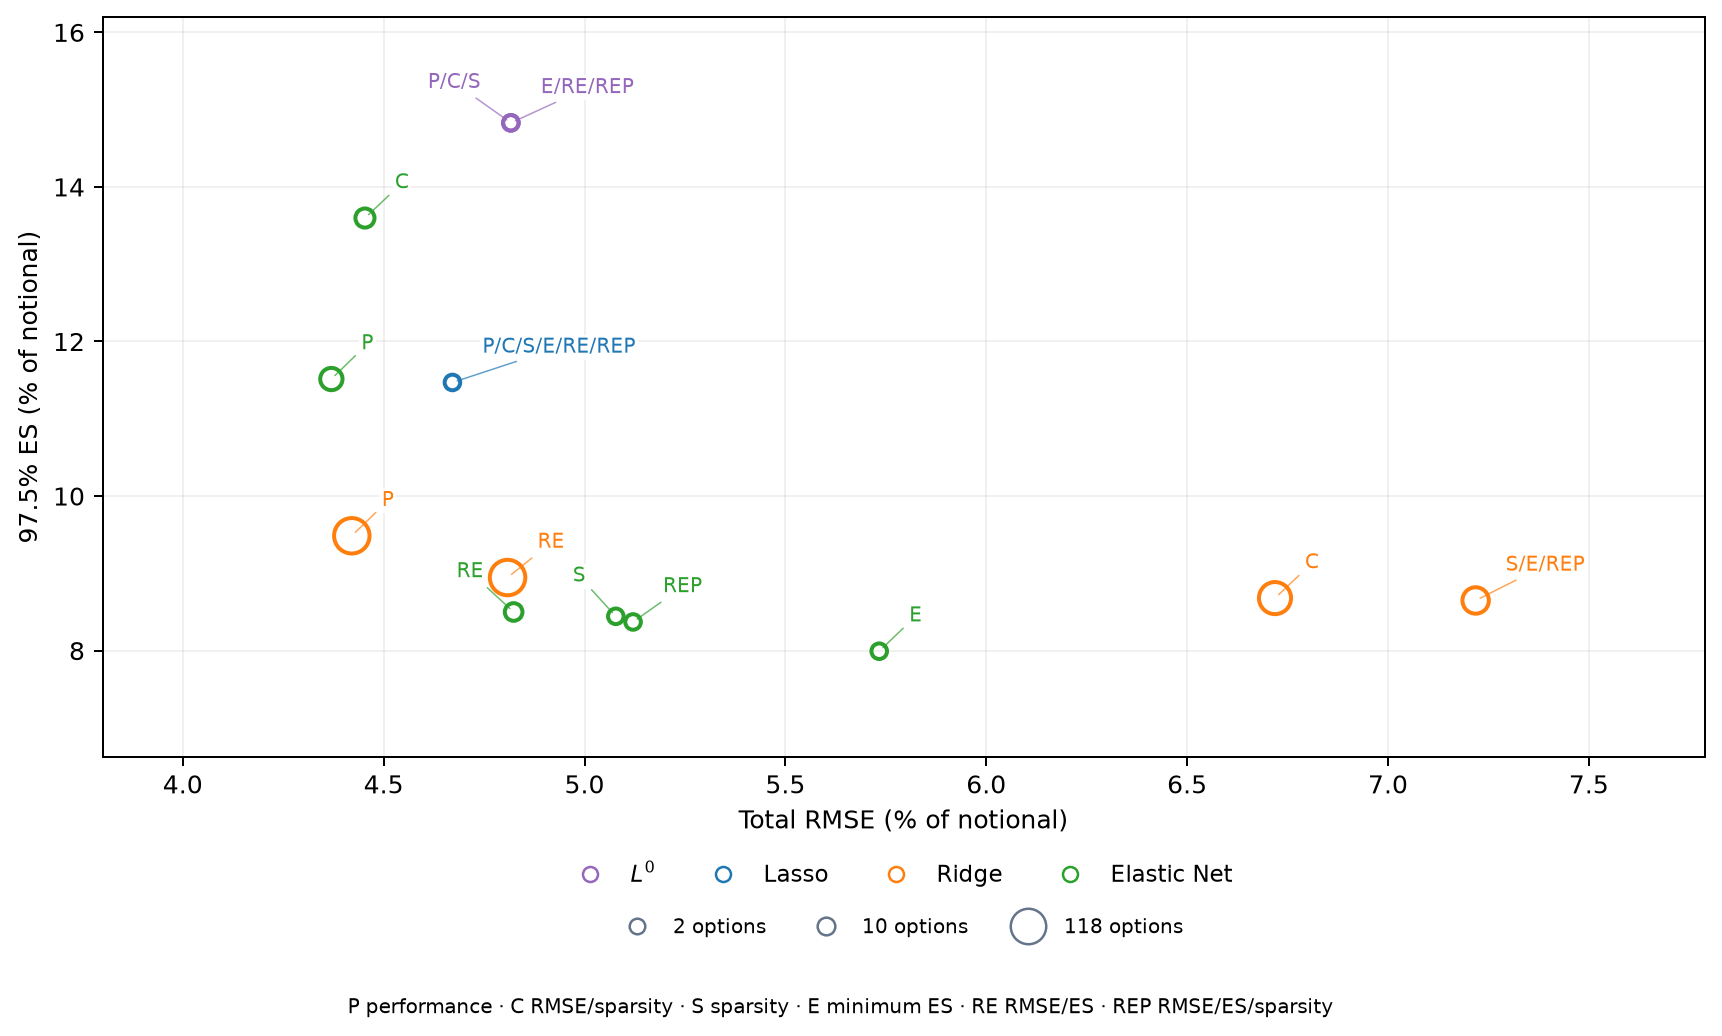 16
P/C/S
E/RE/REP
14
C
12
P
P/C/S/E/RE/REP
97.5% ES (% of notional)
10
P
RE
RE
S
REP
C
S/E/REP
E
8
4.0 4.5 5.0 5.5 6.0 6.5 7.0 7.5
Total RMSE (% of notional)
L⁰ Lasso Ridge Elastic Net
2 options 10 options 118 options
P performance · C RMSE/sparsity · S sparsity · E minimum ES · RE RMSE/ES · REP RMSE/ES/sparsity